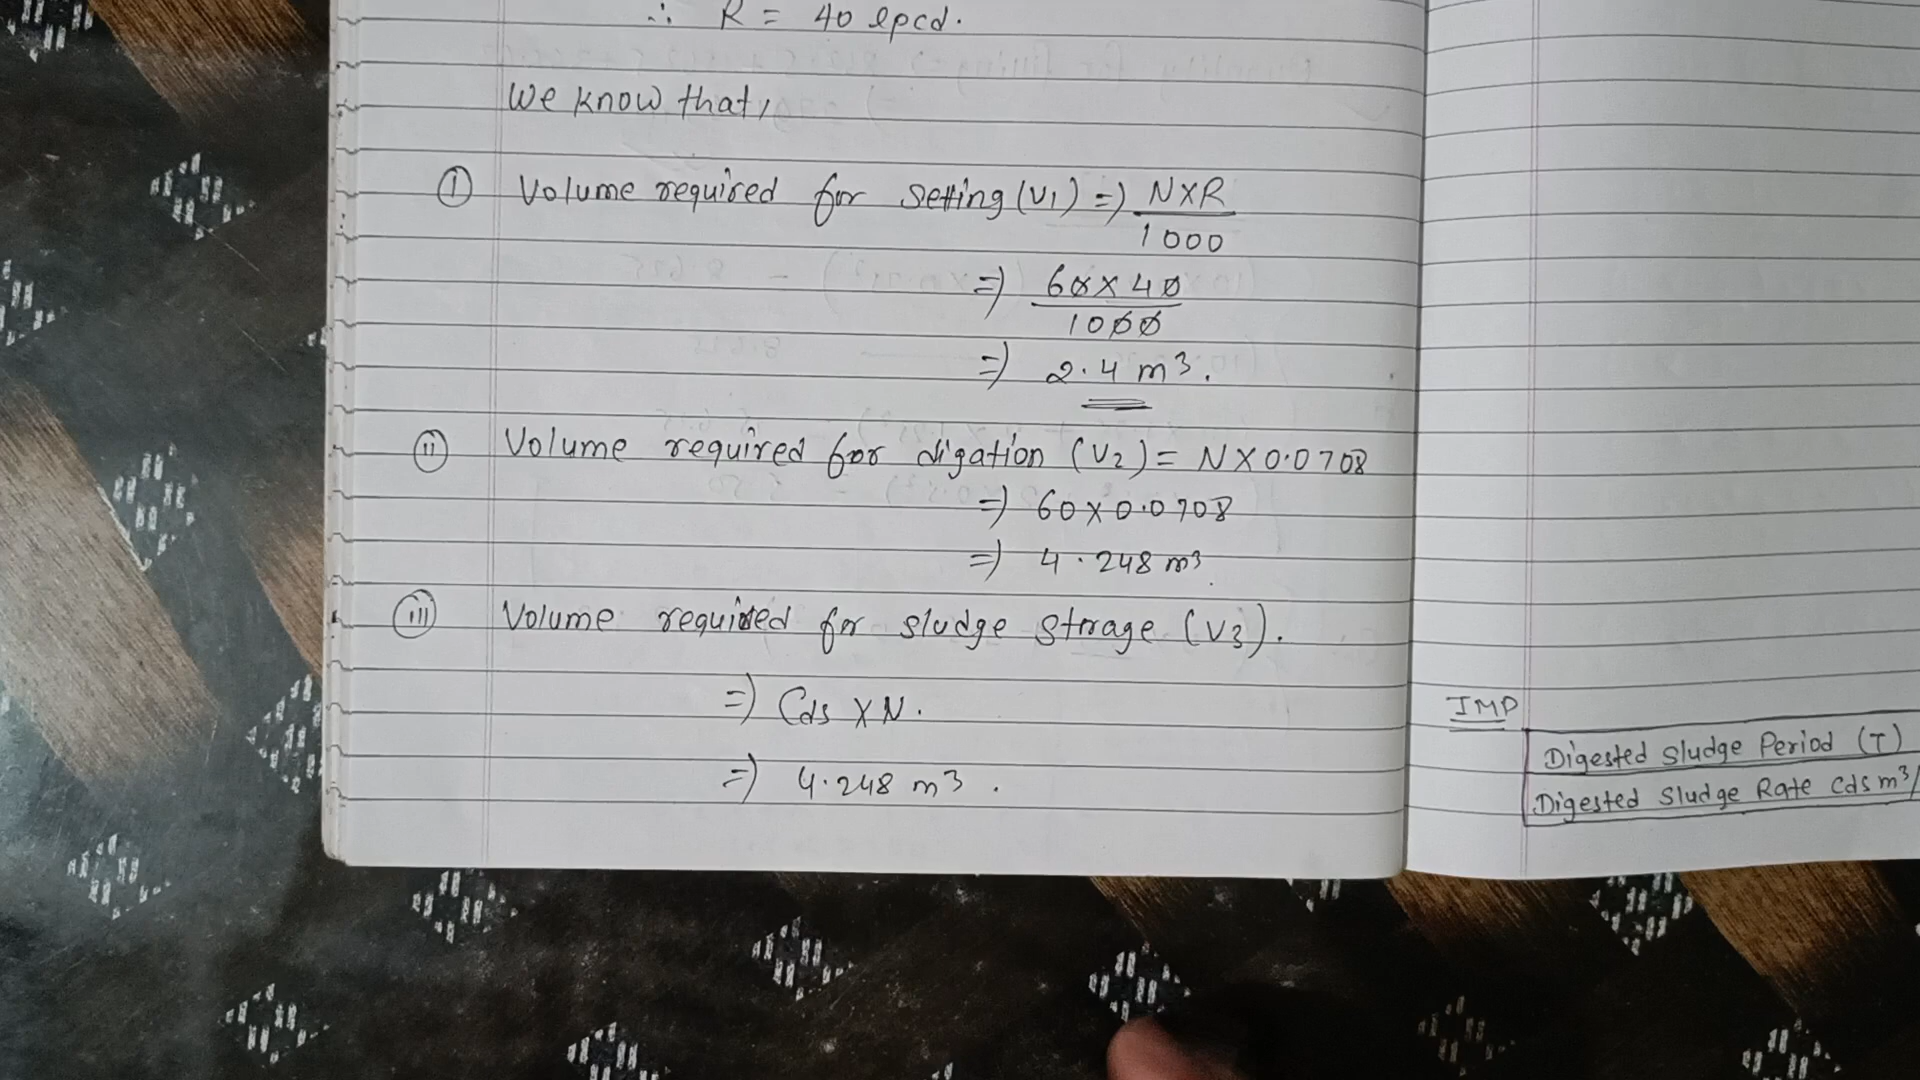 ∴ R = 40 lpcd.
We know that,
① Volume required for Setting (V1) => N×R
1000
=> 60×40
1000
=> 2.4 m³.
(ii) Volume required for digation (V2) = N×0.0708
=> 60×0.0708
=> 4.248 m³.
(iii) Volume required for sludge storage (V3).
=> Cds × N.
=> 4.248 m3.
IMP
Digested sludge Period (T)
Digested Sludge Rate Cds m³/